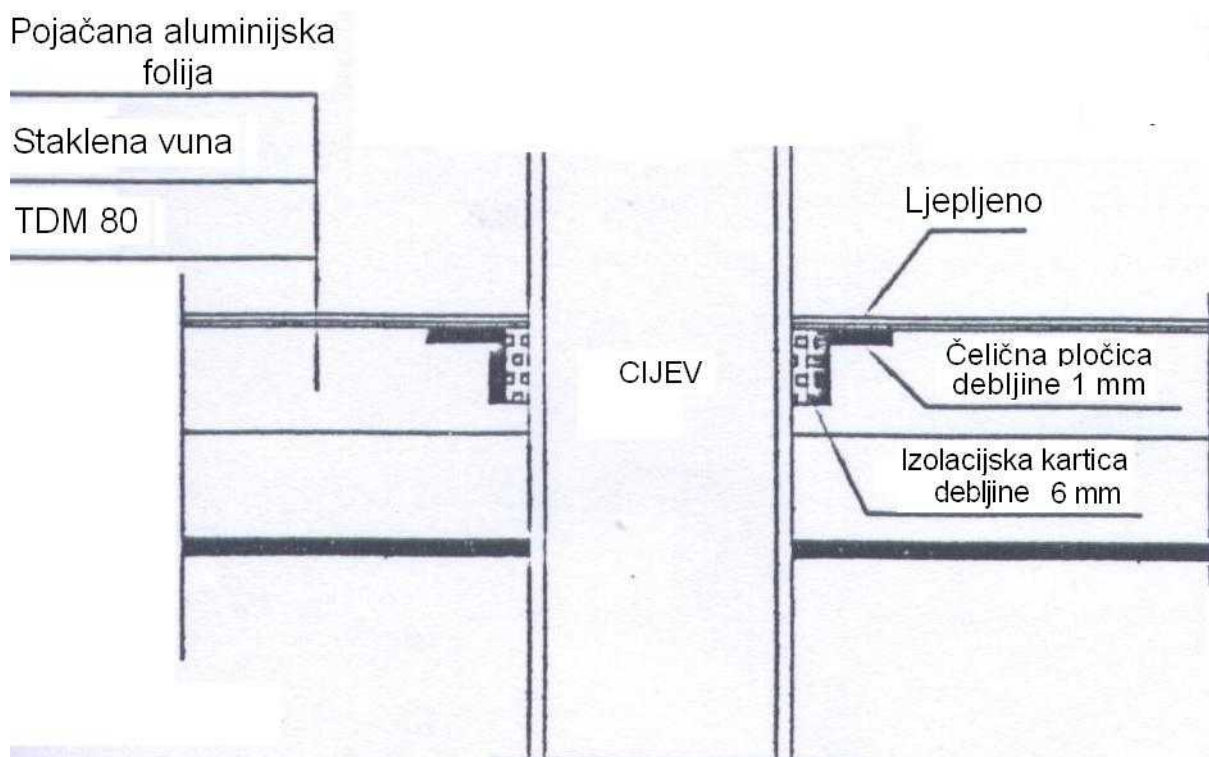 Pojačana aluminijska
folija
Staklena vuna
TDM 80
Ljepljeno
CIJEV
Čelična pločica
debljine 1 mm
Izolacijska kartica
debljine 6 mm